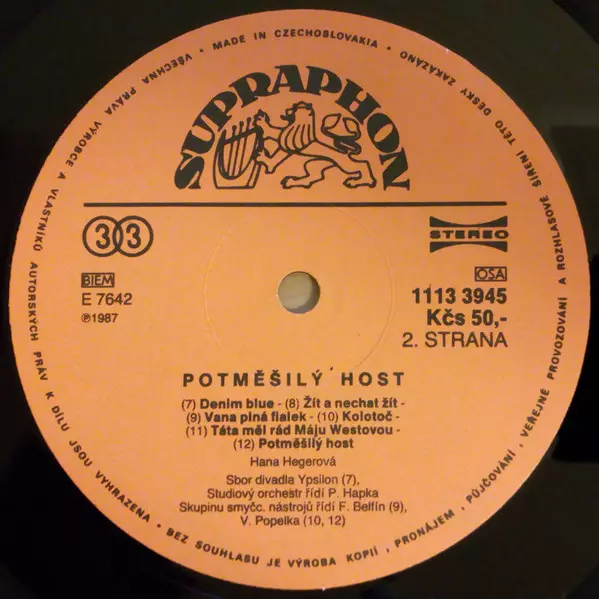 VŠECHNA PRÁVA VÝROBCE A VLASTNÍKŮ AUTORSKÝCH PRÁV K DÍLU JSOU VYHRAZENA • BEZ SOUHLASU JE VÝROBA KOPIÍ, PRONÁJEM, PŮJČOVÁNÍ, VEŘEJNÉ PROVOZOVÁNÍ A ROZHLASOVÉ ŠÍŘENÍ TÉTO DESKY ZAKÁZÁNO • MADE IN CZECHOSLOVAKIA •
SUPRAPHON
33
STEREO
BIEM
OSA
E 7642
1113 3945
℗1987
Kčs 50,-
2. STRANA
POTMĚŠILÝ HOST
(7) Denim blue - (8) Žít a nechat žít -
(9) Vana plná fialek - (10) Kolotoč -
(11) Táta měl rád Máju Westovou -
(12) Potměšilý host
Hana Hegerová
Sbor divadla Ypsilon (7),
Studiový orchestr řídí P. Hapka
Skupinu smyčc. nástrojů řídí F. Belfín (9),
V. Popelka (10, 12)